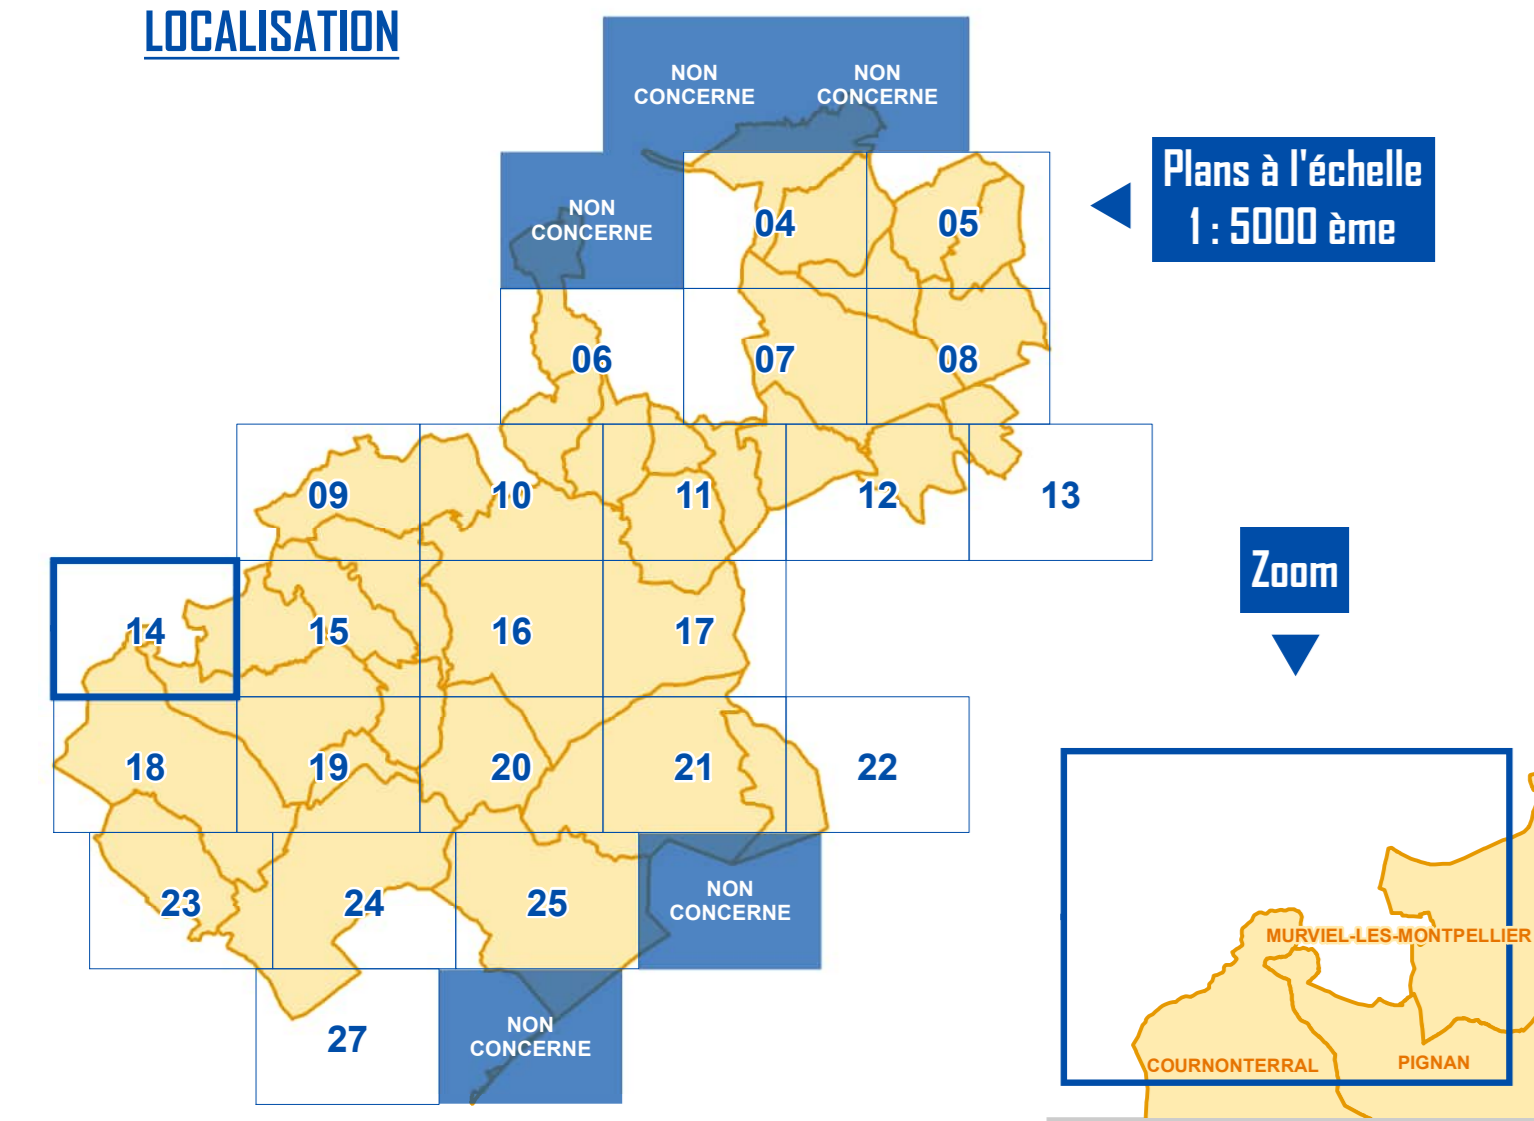 LOCALISATION
NON
CONCERNE
NON
CONCERNE
Plans à l'échelle
1 : 5000 ème
NON
CONCERNE
04
05
06
07
08
09
10
11
12
13
Zoom
14
15
16
17
18
19
20
21
22
23
24
25
NON
CONCERNE
27
NON
CONCERNE
MURVIEL-LES-MONTPELLIER
COURNONTERRAL
PIGNAN